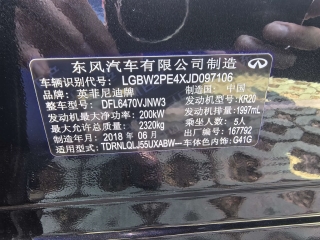 东风汽车有限公司制造
车辆识别代号: LGBW2PE4XJD097106
品牌: 英菲尼迪牌 制造国: 中国
整车型号: DFL6470VJNW3 发动机型号: KR20
发动机最大净功率: 200kW 发动机排量: 1997mL
最大允许总质量: 2320kg 乘坐人数: 5人
制造年月: 2018 年 06 月 出厂编号: 167792
适用型式: TDRNLQLJ55UXABW— 车体色内饰: G41G